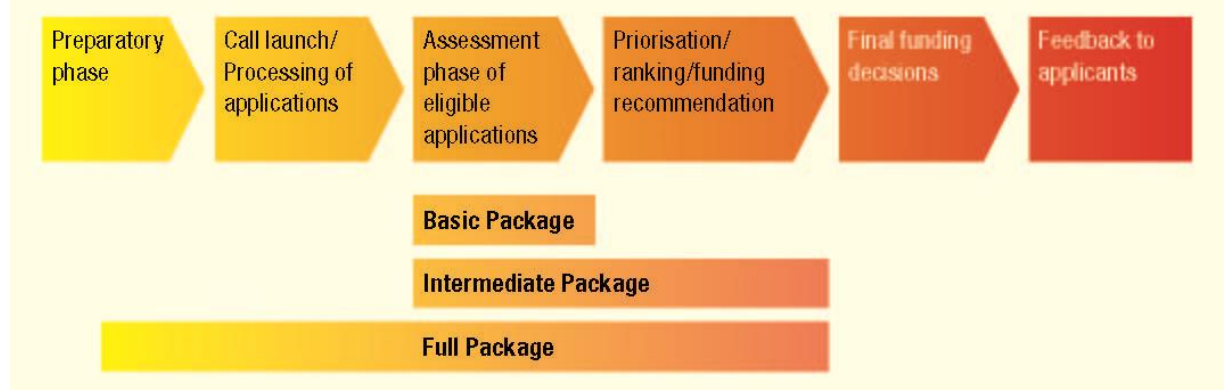 Preparatory
phase
Call launch/
Processing of
applications
Assessment
phase of
eligible
applications
Priorisation/
ranking/funding
recommendation
Final funding
decisions
Feedback to
applicants
Basic Package
Intermediate Package
Full Package